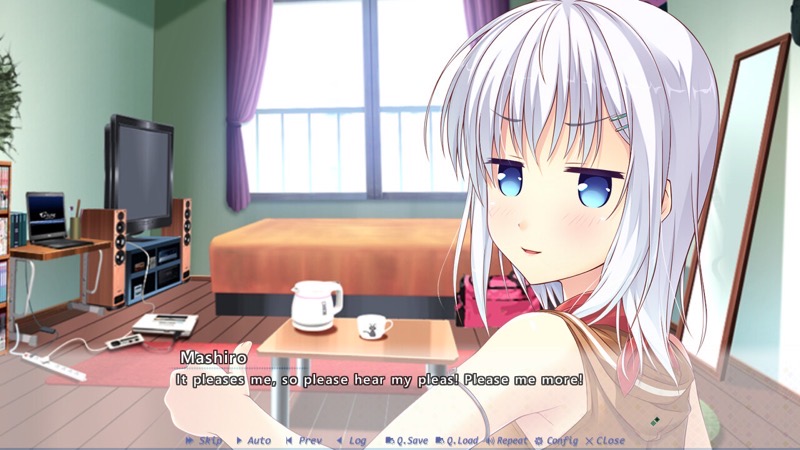 Mashiro
It pleases me, so please hear my pleas! Please me more!
Skip Auto Prev Log Q.Save Q.Load Repeat Config Close